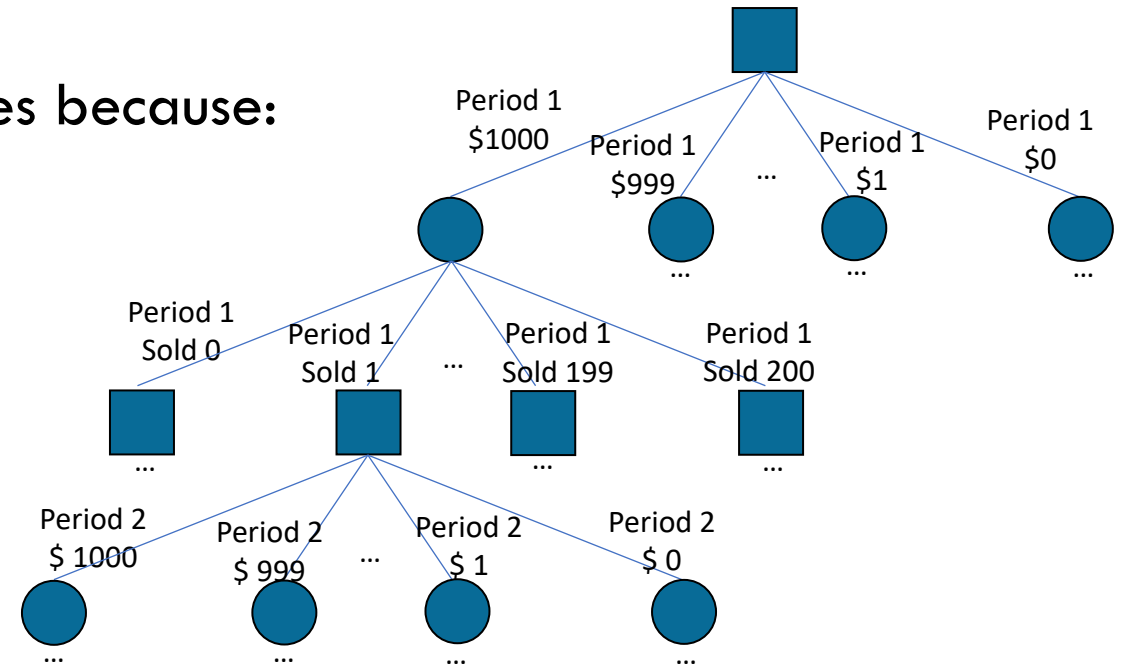 es because:
Period 1
$1000
Period 1
$999
...
Period 1
$1
Period 1
$0
...
...
...
Period 1
Sold 0
Period 1
Sold 1
...
Period 1
Sold 199
Period 1
Sold 200
...
...
...
Period 2
$ 1000
Period 2
$ 999
...
Period 2
$ 1
Period 2
$ 0
...
...
...
...